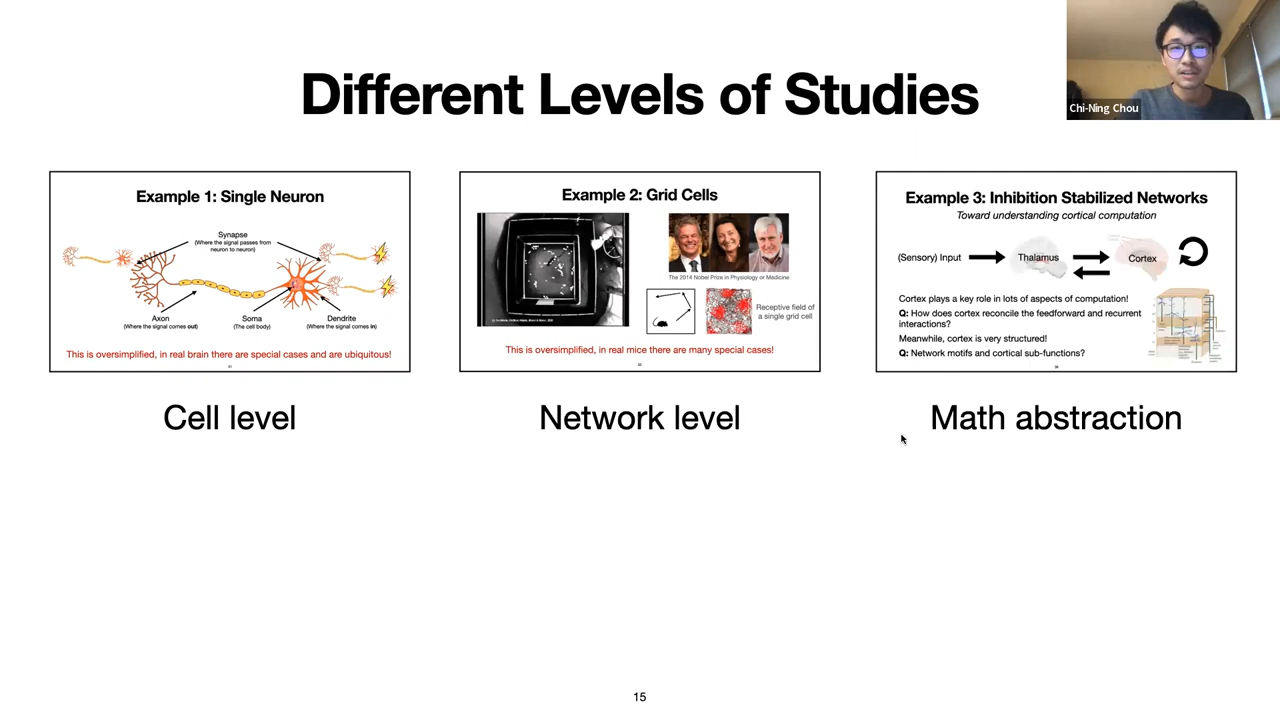 Different Levels of Studies
Chi-Ning Chou
Example 1: Single Neuron
Synapse
(Where the signal passes from
neuron to neuron)
Axon
(Where the signal comes out)
Soma
(The cell body)
Dendrite
(Where the signal comes in)
This is oversimplified, in real brain there are special cases and are ubiquitous!
Cell level
Example 2: Grid Cells
The 2014 Nobel Prize in Physiology or Medicine
Receptive field of
a single grid cell
This is oversimplified, in real mice there are many special cases!
Network level
Example 3: Inhibition Stabilized Networks
Toward understanding cortical computation
(Sensory) Input
Thalamus
Cortex
Cortex plays a key role in lots of aspects of computation!
Q: How does cortex reconcile the feedforward and recurrent
interactions?
Meanwhile, cortex is very structured!
Q: Network motifs and cortical sub-functions?
Math abstraction
15